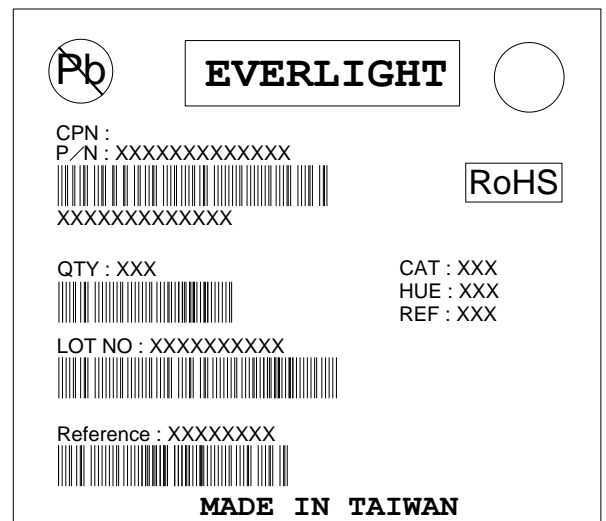 Pb
EVERLIGHT
CPN :
P/N : XXXXXXXXXXXXX
XXXXXXXXXXXXX
RoHS
QTY : XXX
CAT : XXX
HUE : XXX
REF : XXX
LOT NO : XXXXXXXXXX
Reference : XXXXXXXX
MADE IN TAIWAN